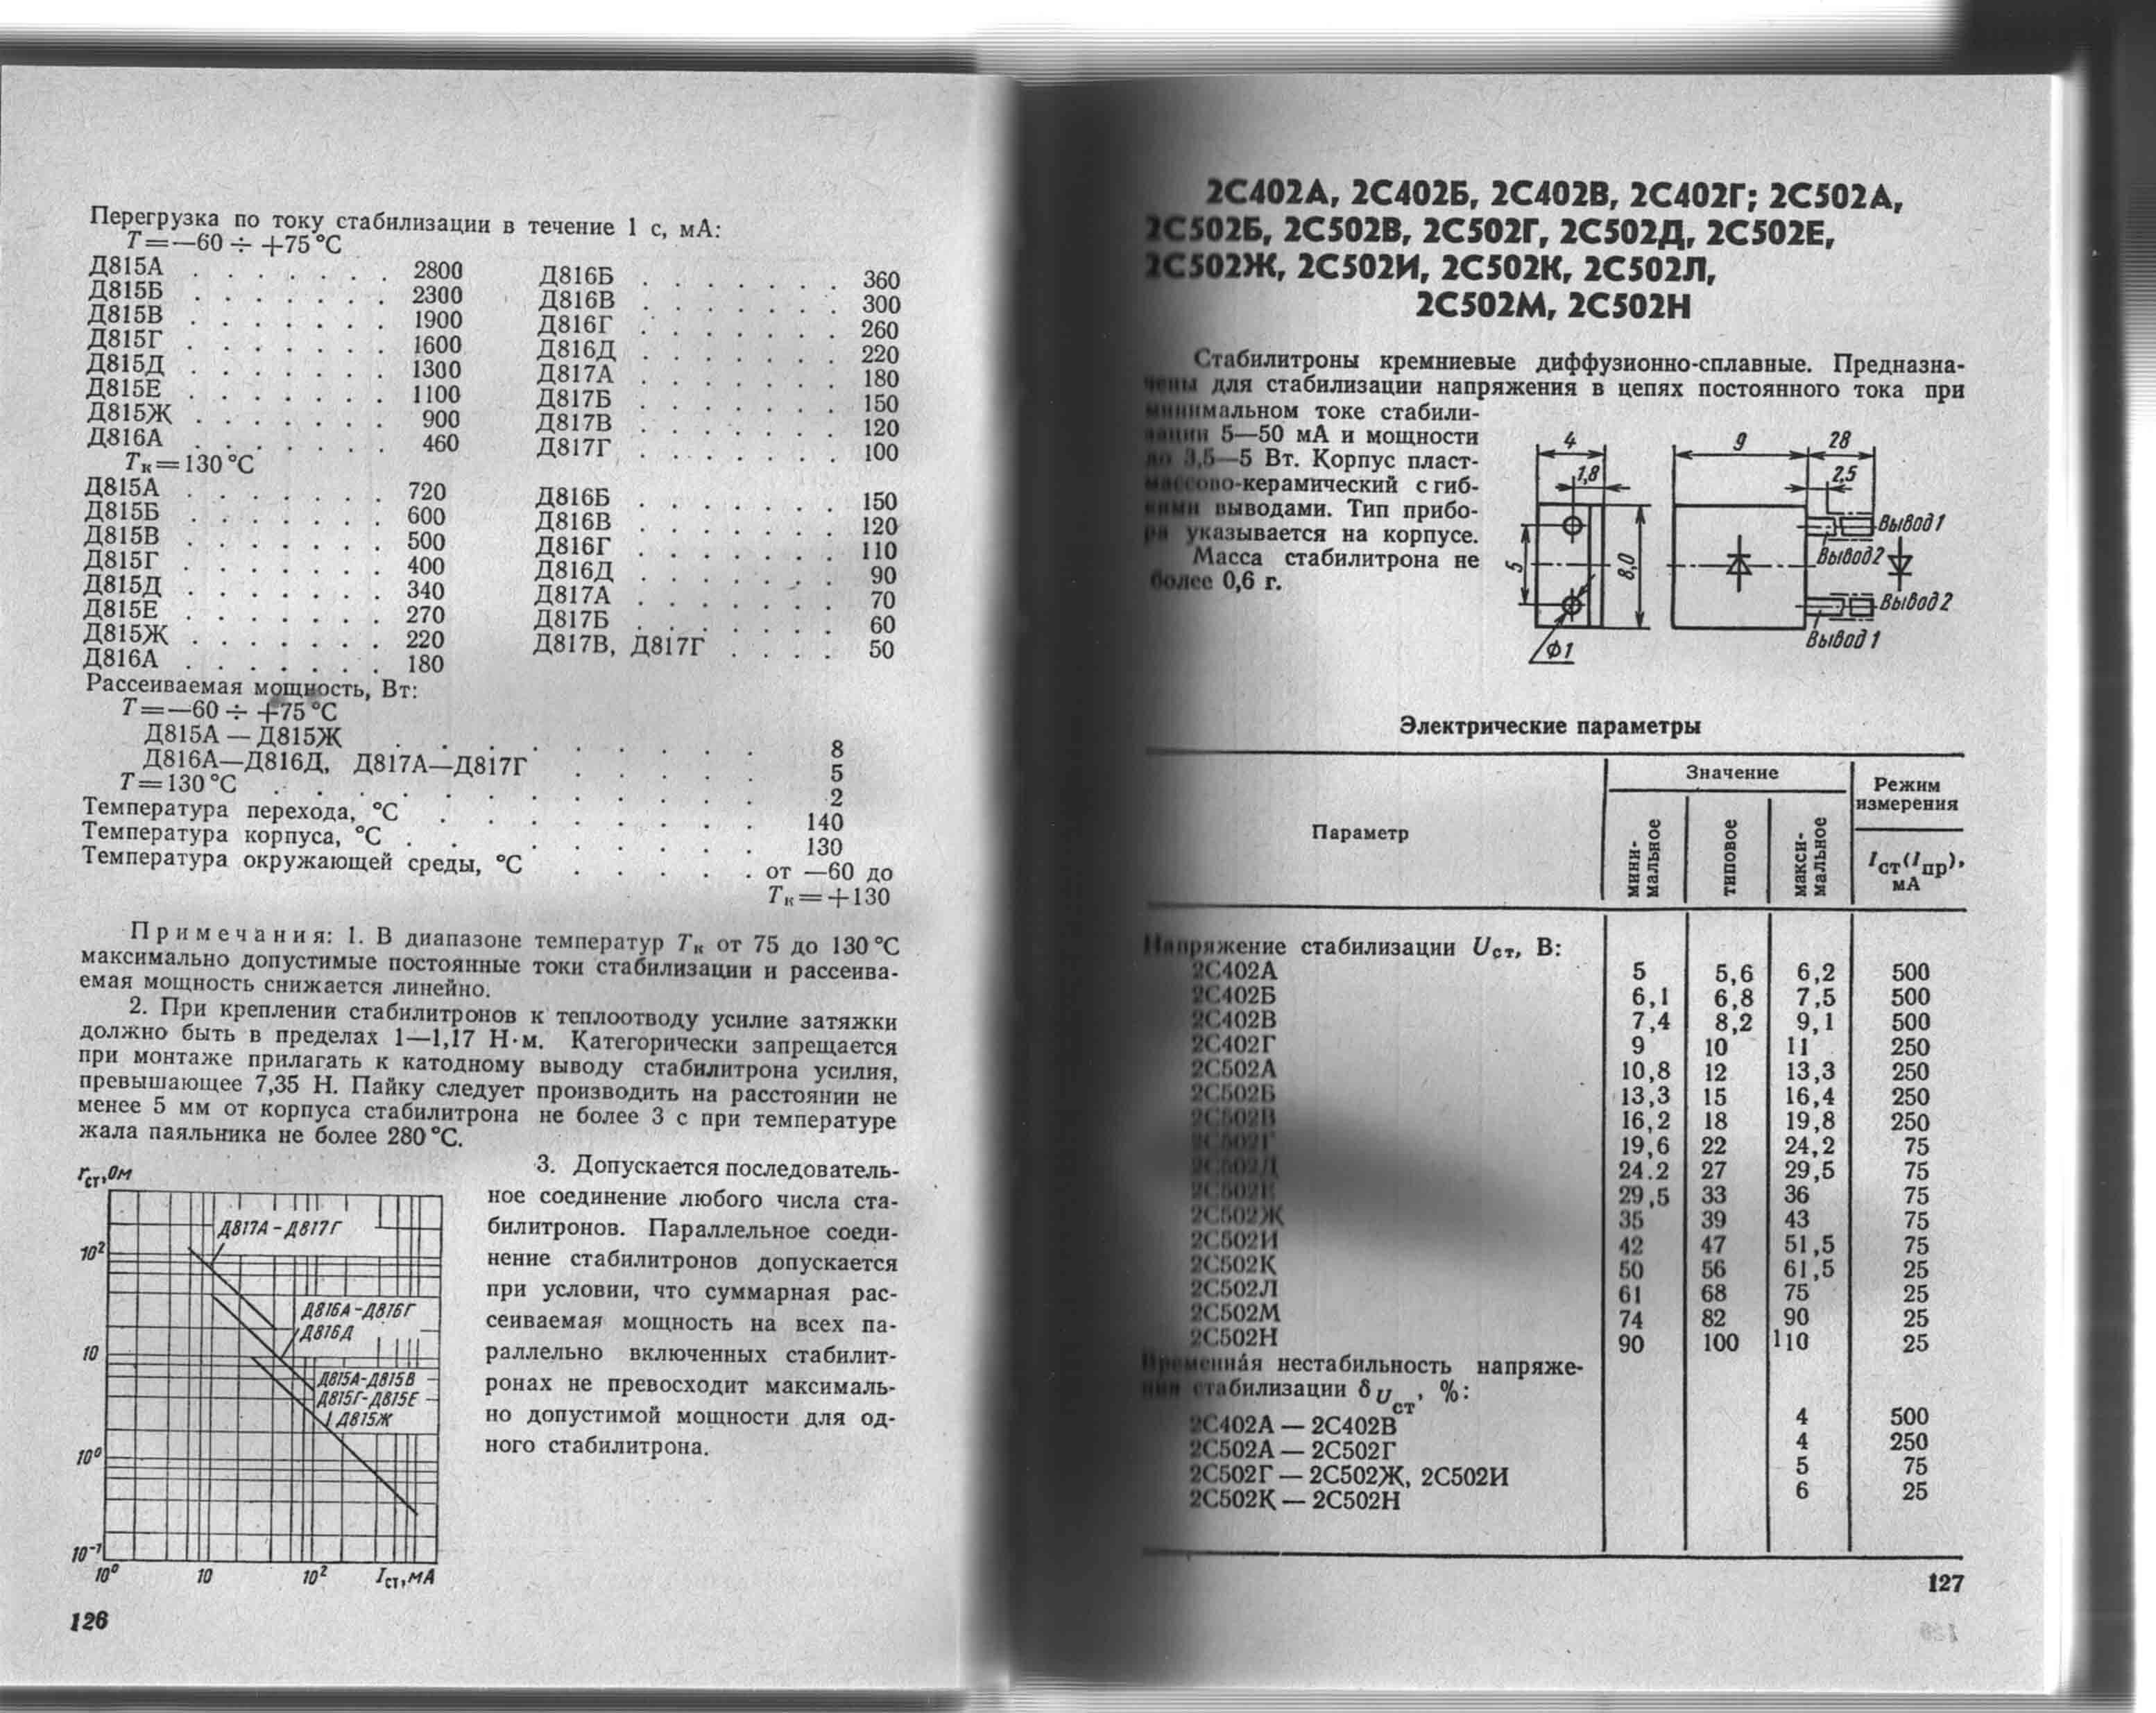 Перегрузка по току стабилизации в течение 1 с, мА:
T=—60 ÷ +75 °С
Д815А . . . . . . . 2800
Д815Б . . . . . . . 2300
Д815В . . . . . . . 1900
Д815Г . . . . . . . 1600
Д815Д . . . . . . . 1300
Д815Е . . . . . . . 1100
Д815Ж . . . . . . . 900
Д816А . . . . . . . 460
Д816Б . . . . . . . 360
Д816В . . . . . . . 300
Д816Г . . . . . . . 260
Д816Д . . . . . . . 220
Д817А . . . . . . . 180
Д817Б . . . . . . . 150
Д817В . . . . . . . 120
Д817Г . . . . . . . 100
Tк=130 °С
Д815А . . . . . . . 720
Д815Б . . . . . . . 600
Д815В . . . . . . . 500
Д815Г . . . . . . . 400
Д815Д . . . . . . . 340
Д815Е . . . . . . . 270
Д815Ж . . . . . . . 220
Д816А . . . . . . . 180
Д816Б . . . . . . . 150
Д816В . . . . . . . 120
Д816Г . . . . . . . 110
Д816Д . . . . . . . 90
Д817А . . . . . . . 70
Д817Б . . . . . . . 60
Д817В, Д817Г . . . . 50
Рассеиваемая мощность, Вт:
T=—60 ÷ +75 °С
Д815А — Д815Ж . . . . . . . . 8
Д816А—Д816Д, Д817А—Д817Г . . . . 5
T=130 °С . . . . . . . . . . 2
Температура перехода, °С . . . . . . . 140
Температура корпуса, °С . . . . . . . 130
Температура окружающей среды, °С . . . . . от —60 до
Tк=+130
Примечания: 1. В диапазоне температур Tк от 75 до 130 °С
максимально допустимые постоянные токи стабилизации и рассеива-
емая мощность снижается линейно.
2. При креплении стабилитронов к теплоотводу усилие затяжки
должно быть в пределах 1—1,17 Н·м. Категорически запрещается
при монтаже прилагать к катодному выводу стабилитрона усилия,
превышающее 7,35 Н. Пайку следует производить на расстоянии не
менее 5 мм от корпуса стабилитрона не более 3 с при температуре
жала паяльника не более 280 °С.
3. Допускается последователь-
ное соединение любого числа ста-
билитронов. Параллельное соеди-
нение стабилитронов допускается
при условии, что суммарная рас-
сеиваемая мощность на всех па-
раллельно включенных стабилит-
ронах не превосходит максималь-
но допустимой мощности для од-
ного стабилитрона.
rст, Ом
Д817А - Д817Г
10²
Д816А - Д816Г
Д816Д
10
Д815А-Д815В
Д815Г-Д815Е
Д815Ж
10⁰
10⁻¹
10⁰ 10 10² Iст, мА
126
2С402А, 2С402Б, 2С402В, 2С402Г; 2С502А,
2С502Б, 2С502В, 2С502Г, 2С502Д, 2С502Е,
2С502Ж, 2С502И, 2С502К, 2С502Л,
2С502М, 2С502Н
Стабилитроны кремниевые диффузионно-сплавные. Предназна-
чены для стабилизации напряжения в цепях постоянного тока при
минимальном токе стабили-
зации 5—50 мА и мощности
до 3,5—5 Вт. Корпус пласт-
массово-керамический с гиб-
кими выводами. Тип прибо-
ра указывается на корпусе.
Масса стабилитрона не
более 0,6 г.
4 9 28
1,8 2,5
Вывод 1
Вывод 2
5 8,0
Вывод 2
Вывод 1
Ф1
Электрические параметры
Параметр
Значение
мини-
мальное
типовое
макси-
мальное
Режим
измерения
Iст(Iпр),
мА
Напряжение стабилизации Uст, В:
2С402А 5 5,6 6,2 500
2С402Б 6,1 6,8 7,5 500
2С402В 7,4 8,2 9,1 500
2С402Г 9 10 11 250
2С502А 10,8 12 13,3 250
2С502Б 13,3 15 16,4 250
2С502В 16,2 18 19,8 250
2С502Г 19,6 22 24,2 75
2С502Д 24.2 27 29,5 75
2С502Е 29,5 33 36 75
2С502Ж 35 39 43 75
2С502И 42 47 51,5 75
2С502К 50 56 61,5 25
2С502Л 61 68 75 25
2С502М 74 82 90 25
2С502Н 90 100 110 25
Временная нестабильность напряже-
ния стабилизации δUст, %:
2С402А — 2С402В 4 500
2С502А — 2С502Г 4 250
2С502Г — 2С502Ж, 2С502И 5 75
2С502К — 2С502Н 6 25
127